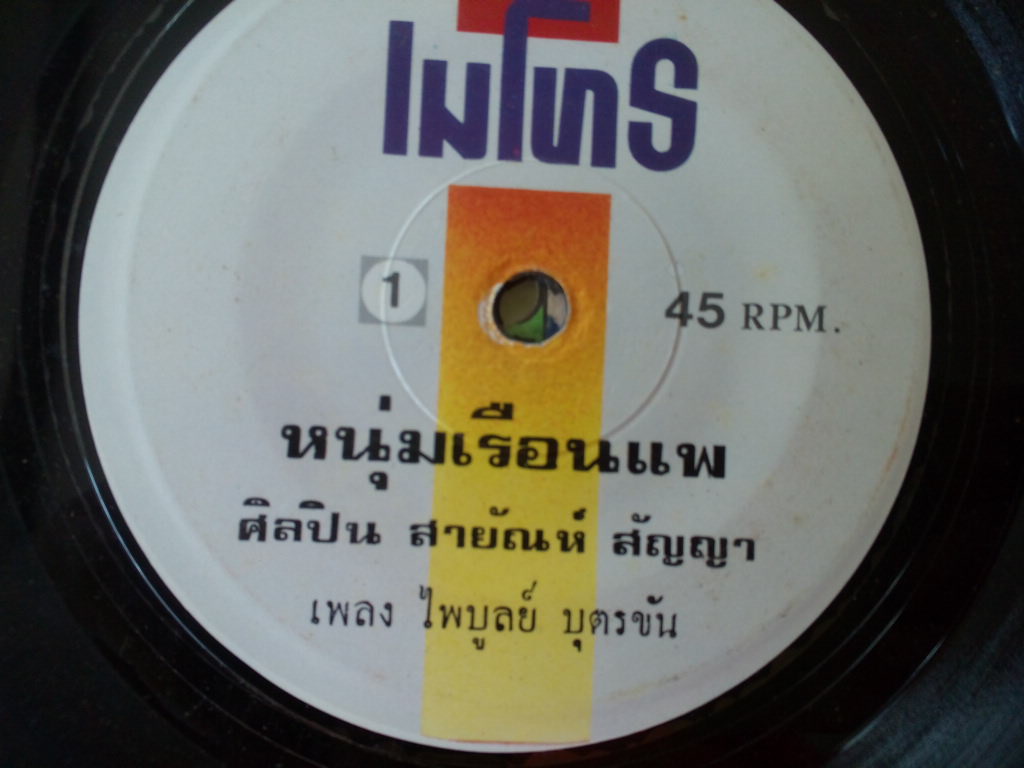 เมโทร
1
45 RPM.
หนุ่มเรือนแพ
ศิลปิน สายัณห์ สัญญา
เพลง ไพบูลย์ บุตรขัน